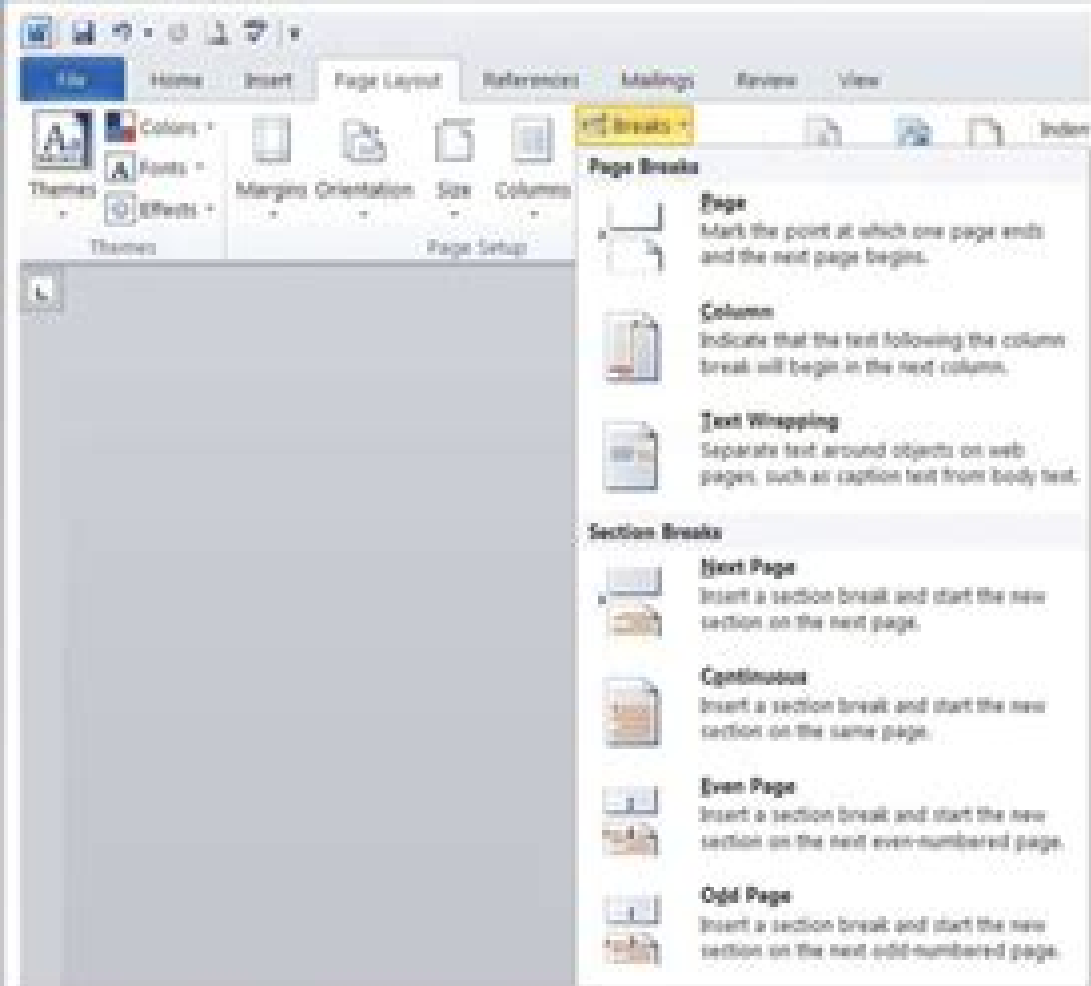 File Home Insert Page Layout References Mailings Review View
Themes
Colors
Fonts
Effects
Margins Orientation Size Columns
Breaks
Themes
Page Setup
Page Breaks
Page
Mark the point at which one page ends
and the next page begins.
Column
Indicate that the text following the column
break will begin in the next column.
Text Wrapping
Separate text around objects on web
pages, such as caption text from body text.
Section Breaks
Next Page
Insert a section break and start the new
section on the next page.
Continuous
Insert a section break and start the new
section on the same page.
Even Page
Insert a section break and start the new
section on the next even-numbered page.
Odd Page
Insert a section break and start the new
section on the next odd-numbered page.